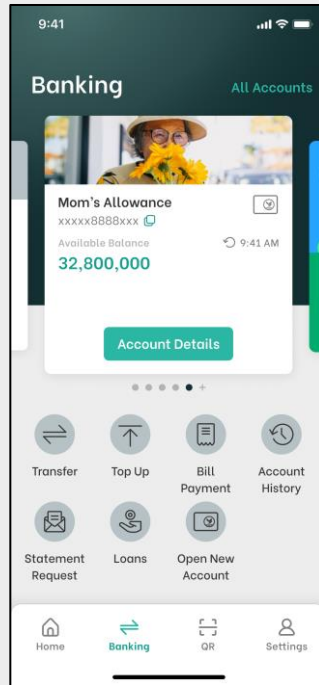 9:41
Banking
All Accounts
Mom's Allowance
xxxxx8888xxx
Available Balance
9:41 AM
32,800,000
Account Details
Transfer
Top Up
Bill
Payment
Account
History
Statement
Request
Loans
Open New
Account
Home
Banking
QR
Settings